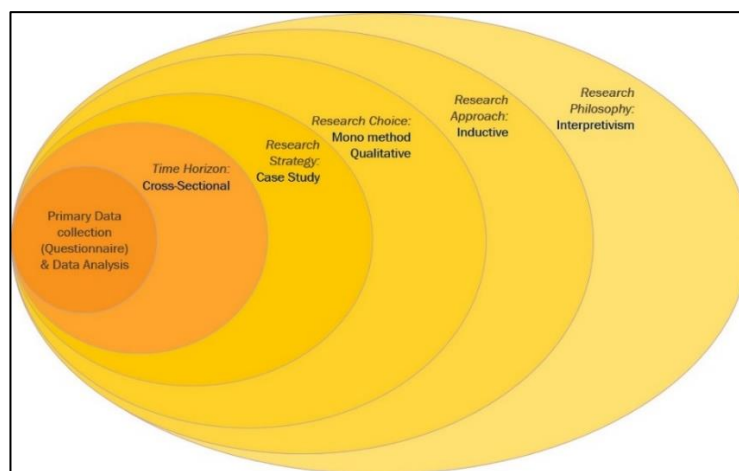 Primary Data
collection
(Questionnaire)
& Data Analysis
Time Horizon:
Cross-Sectional
Research
Strategy:
Case Study
Research Choice:
Mono method
Qualitative
Research
Approach:
Inductive
Research
Philosophy:
Interpretivism